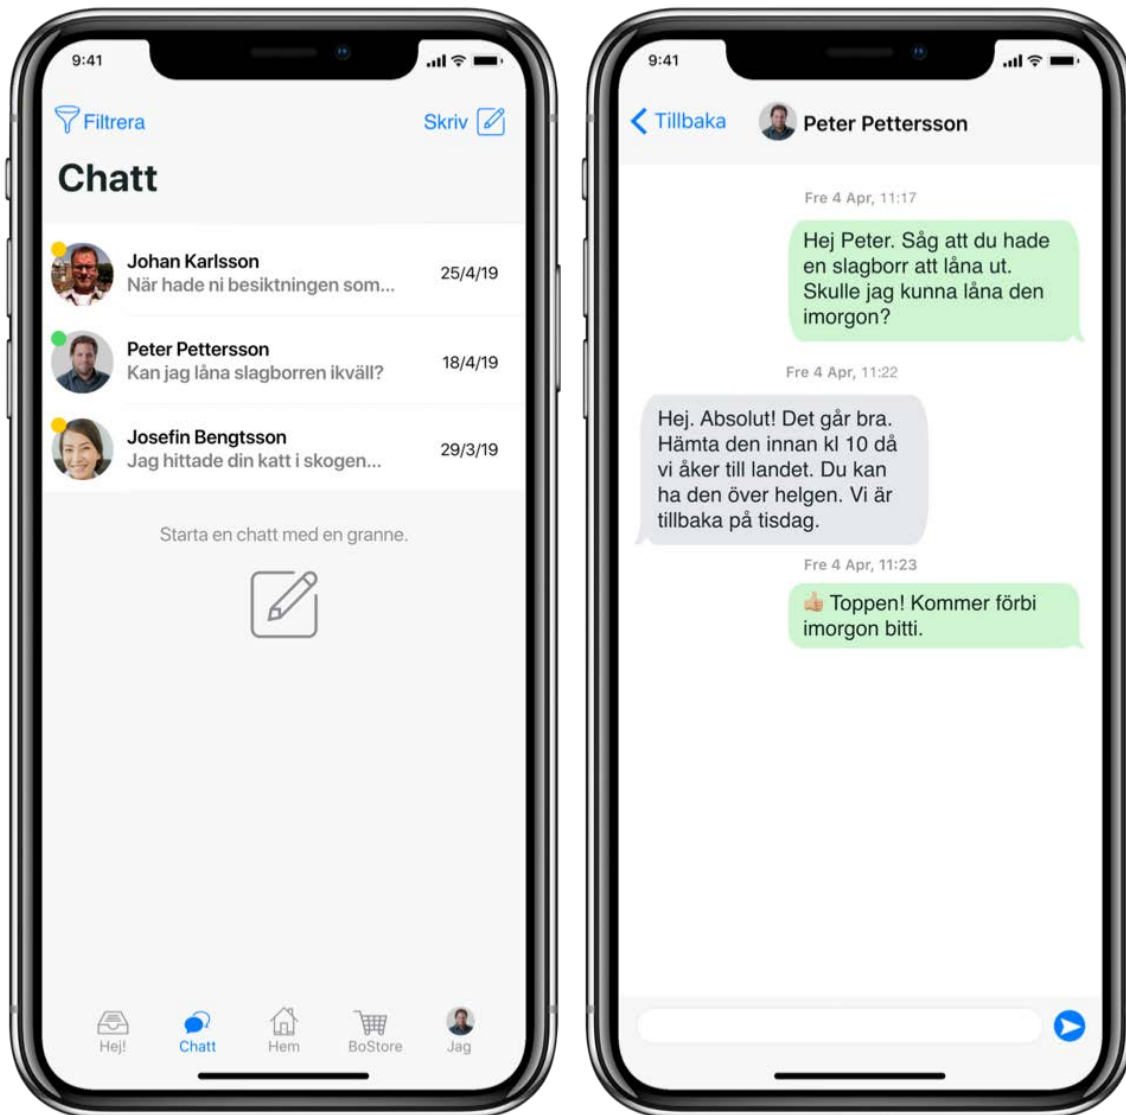 9:41
Filtrera
Skriv
Chatt
Johan Karlsson
När hade ni besiktningen som...
25/4/19
Peter Pettersson
Kan jag låna slagborren ikväll?
18/4/19
Josefin Bengtsson
Jag hittade din katt i skogen...
29/3/19
Starta en chatt med en granne.
Hej!
Chatt
Hem
BoStore
Jag
9:41
Tillbaka
Peter Pettersson
Fre 4 Apr, 11:17
Hej Peter. Såg att du hade
en slagborr att låna ut.
Skulle jag kunna låna den
imorgon?
Fre 4 Apr, 11:22
Hej. Absolut! Det går bra.
Hämta den innan kl 10 då
vi åker till landet. Du kan
ha den över helgen. Vi är
tillbaka på tisdag.
Fre 4 Apr, 11:23
👍🏼 Toppen! Kommer förbi
imorgon bitti.